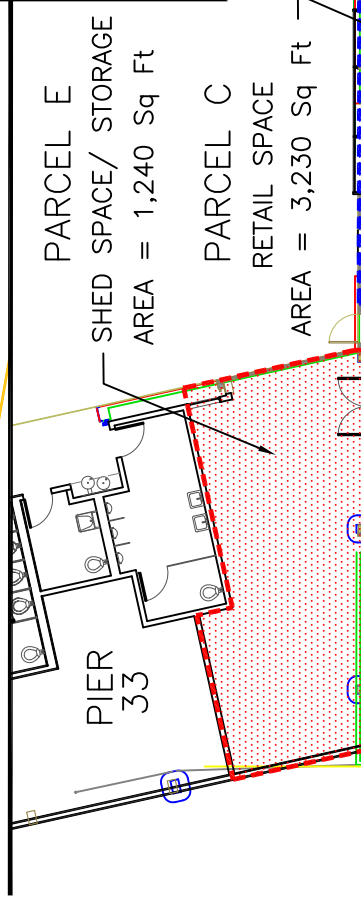 PARCEL E
SHED SPACE/ STORAGE
AREA = 1,240 Sq Ft
PARCEL C
RETAIL SPACE
AREA = 3,230 Sq Ft
PIER
33